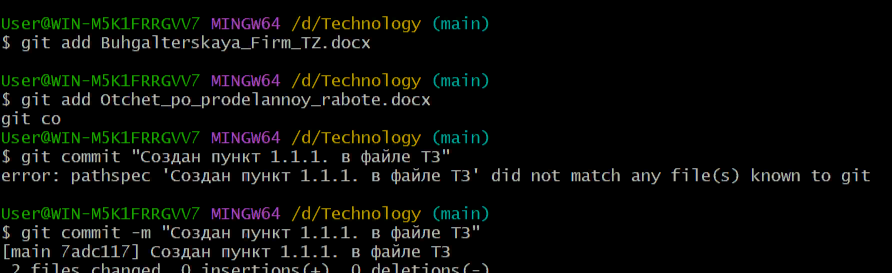 User@WIN-M5K1FRRGVV7 MINGW64 /d/Technology (main)
$ git add Buhgalterskaya_Firm_TZ.docx
User@WIN-M5K1FRRGVV7 MINGW64 /d/Technology (main)
$ git add Otchet_po_prodelannoy_rabote.docx
git co
User@WIN-M5K1FRRGVV7 MINGW64 /d/Technology (main)
$ git commit "Создан пункт 1.1.1. в файле ТЗ"
error: pathspec 'Создан пункт 1.1.1. в файле ТЗ' did not match any file(s) known to git
User@WIN-M5K1FRRGVV7 MINGW64 /d/Technology (main)
$ git commit -m "Создан пункт 1.1.1. в файле ТЗ"
[main 7adc117] Создан пункт 1.1.1. в файле ТЗ
2 files changed, 0 insertions(+), 0 deletions(-)